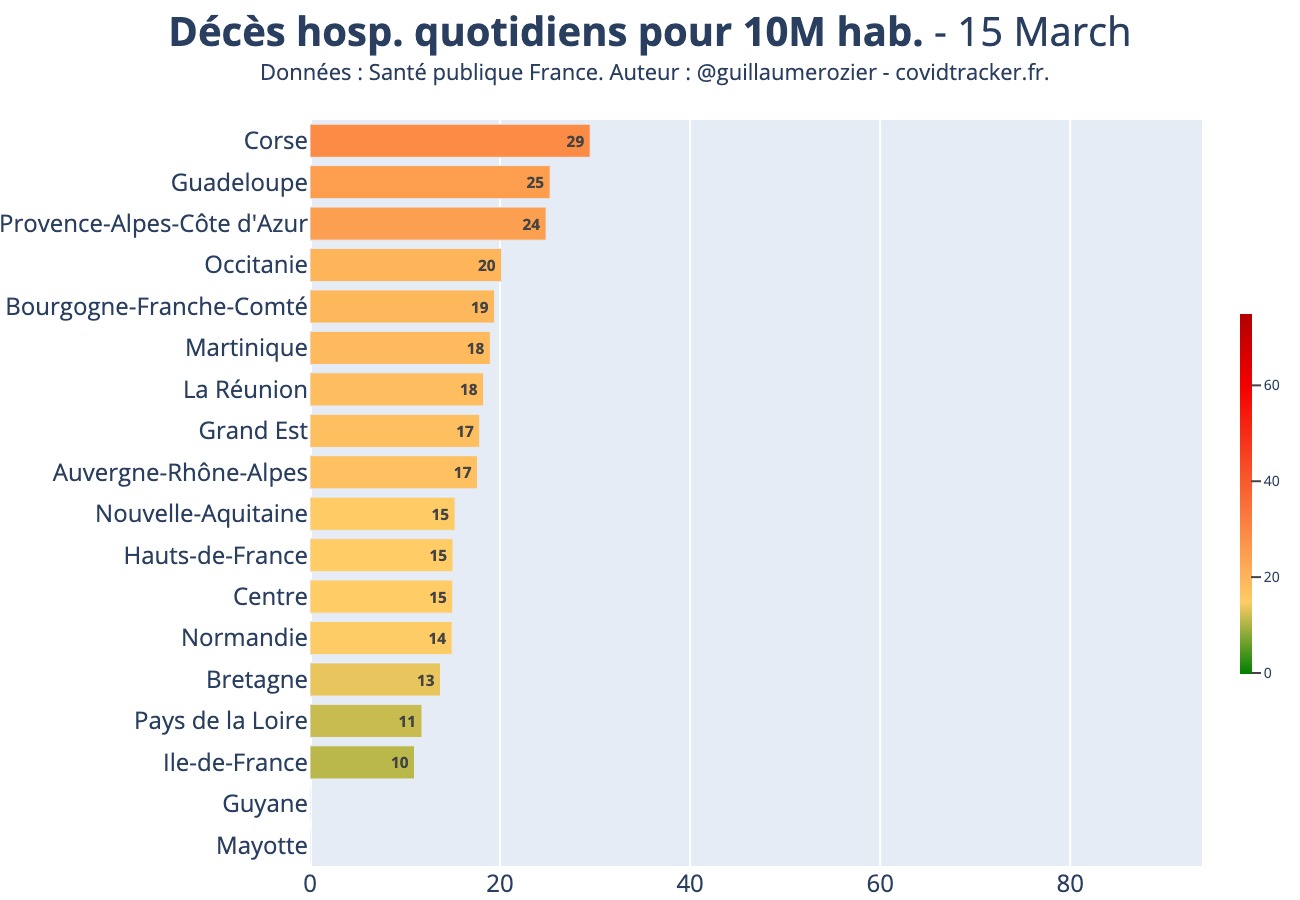 Décès hosp. quotidiens pour 10M hab. - 15 March
Données : Santé publique France. Auteur : @guillaumerozier - covidtracker.fr.
Corse 29
Guadeloupe 25
Provence-Alpes-Côte d'Azur 24
Occitanie 20
Bourgogne-Franche-Comté 19
Martinique 18
La Réunion 18
Grand Est 17
Auvergne-Rhône-Alpes 17
Nouvelle-Aquitaine 15
Hauts-de-France 15
Centre 15
Normandie 14
Bretagne 13
Pays de la Loire 11
Ile-de-France 10
Guyane
Mayotte
0 20 40 60 80
60
40
20
0